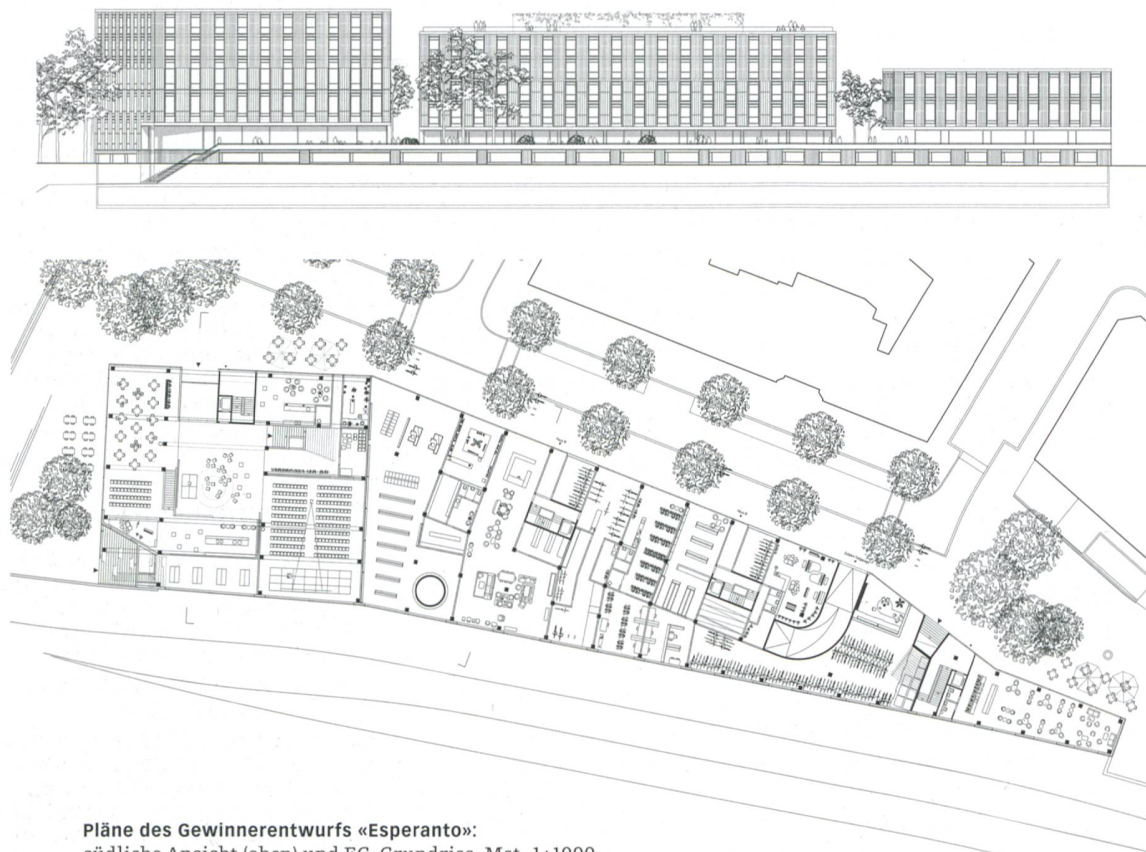 Pläne des Gewinnerentwurfs «Esperanto»:
südliche Ansicht (oben) und EG-Grundriss, Mst. 1:1000